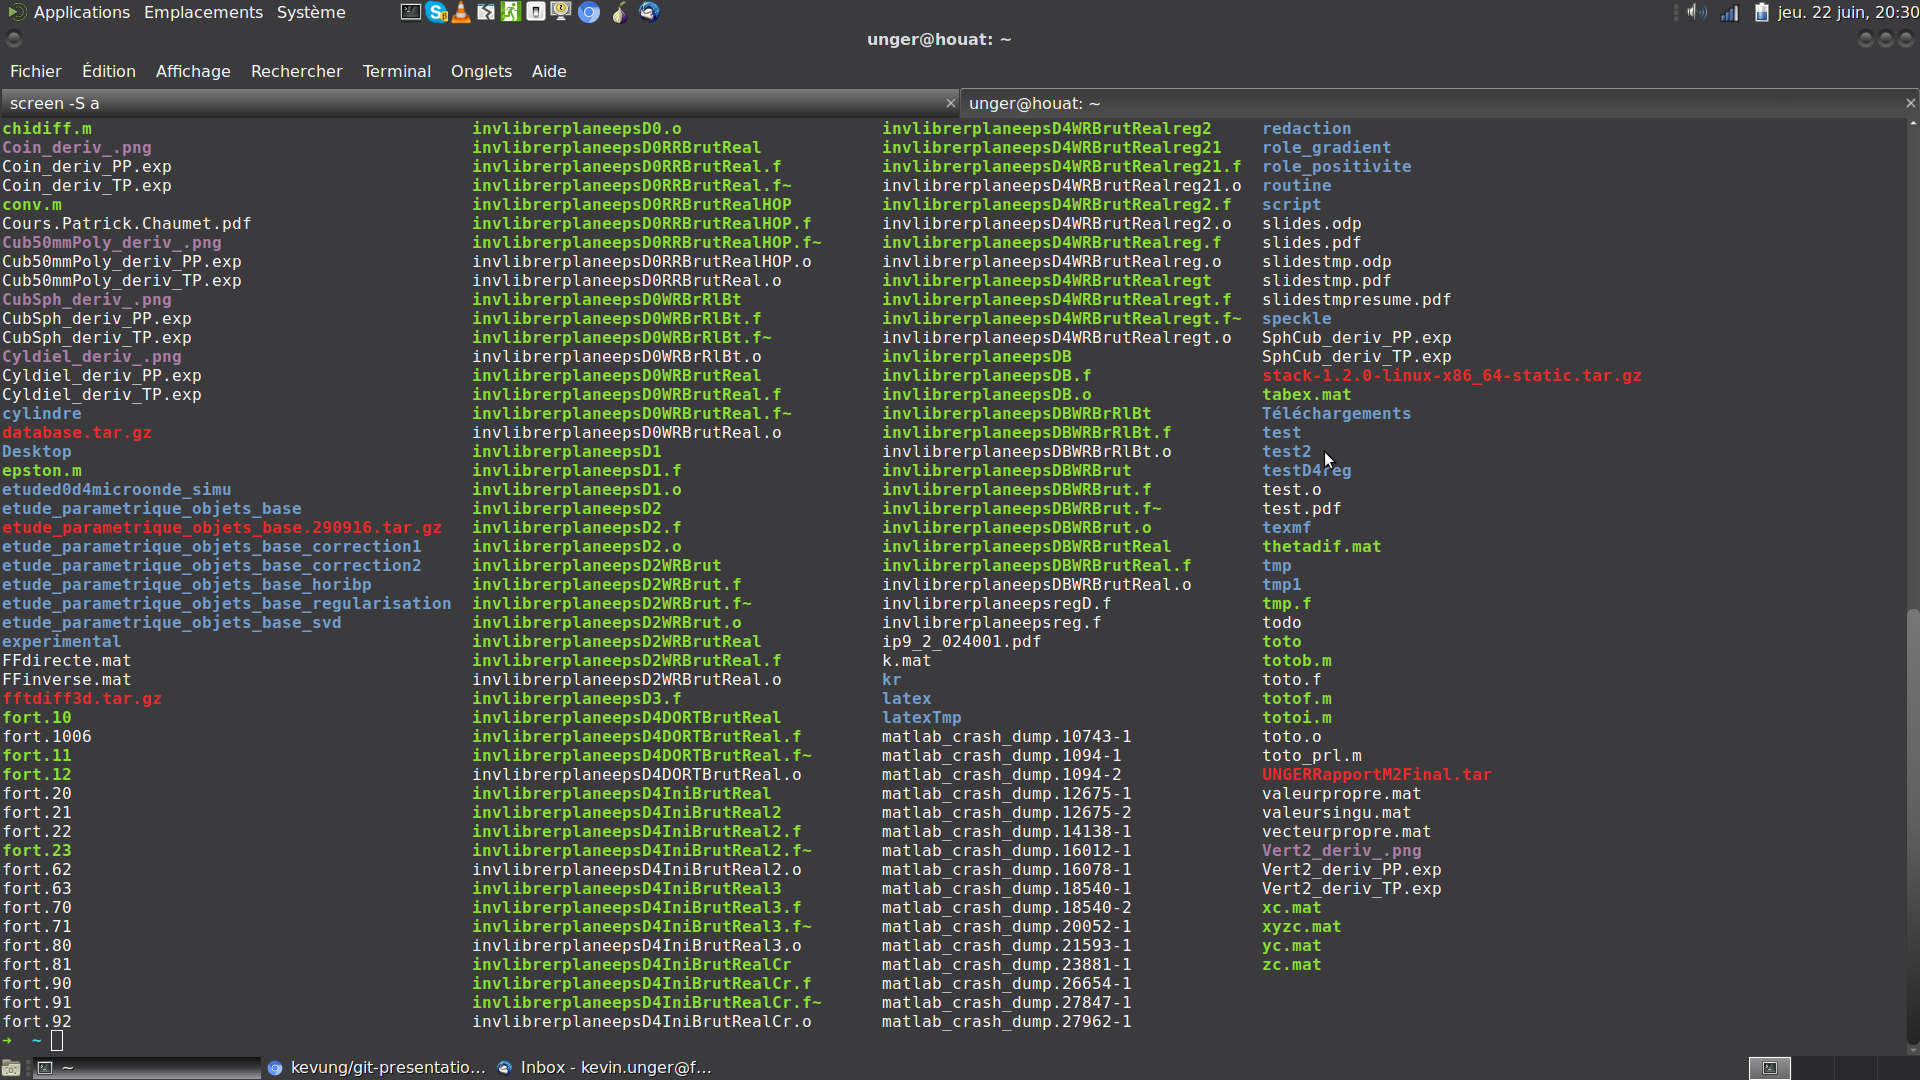 Applications Emplacements Système jeu. 22 juin, 20:30
unger@houat: ~
Fichier Édition Affichage Rechercher Terminal Onglets Aide
screen -S a × unger@houat: ~ ×
chidiff.m invlibrerplaneepsD0.o invlibrerplaneepsD4WRBrutRealreg2 redaction
Coin_deriv_.png invlibrerplaneepsD0RRBrutReal invlibrerplaneepsD4WRBrutRealreg21 role_gradient
Coin_deriv_PP.exp invlibrerplaneepsD0RRBrutReal.f invlibrerplaneepsD4WRBrutRealreg21.f role_positivite
Coin_deriv_TP.exp invlibrerplaneepsD0RRBrutReal.f~ invlibrerplaneepsD4WRBrutRealreg21.o routine
conv.m invlibrerplaneepsD0RRBrutRealHOP invlibrerplaneepsD4WRBrutRealreg2.f script
Cours.Patrick.Chaumet.pdf invlibrerplaneepsD0RRBrutRealHOP.f invlibrerplaneepsD4WRBrutRealreg2.o slides.odp
Cub50mmPoly_deriv_.png invlibrerplaneepsD0RRBrutRealHOP.f~ invlibrerplaneepsD4WRBrutRealreg.f slides.pdf
Cub50mmPoly_deriv_PP.exp invlibrerplaneepsD0RRBrutRealHOP.o invlibrerplaneepsD4WRBrutRealreg.o slidestmp.odp
Cub50mmPoly_deriv_TP.exp invlibrerplaneepsD0RRBrutReal.o invlibrerplaneepsD4WRBrutRealregt slidestmp.pdf
CubSph_deriv_.png invlibrerplaneepsD0WRBrRlBt invlibrerplaneepsD4WRBrutRealregt.f slidestmpresume.pdf
CubSph_deriv_PP.exp invlibrerplaneepsD0WRBrRlBt.f invlibrerplaneepsD4WRBrutRealregt.f~ speckle
CubSph_deriv_TP.exp invlibrerplaneepsD0WRBrRlBt.f~ invlibrerplaneepsD4WRBrutRealregt.o SphCub_deriv_PP.exp
Cyldiel_deriv_.png invlibrerplaneepsD0WRBrRlBt.o invlibrerplaneepsDB SphCub_deriv_TP.exp
Cyldiel_deriv_PP.exp invlibrerplaneepsD0WRBrutReal invlibrerplaneepsDB.f stack-1.2.0-linux-x86_64-static.tar.gz
Cyldiel_deriv_TP.exp invlibrerplaneepsD0WRBrutReal.f invlibrerplaneepsDB.o tabex.mat
cylindre invlibrerplaneepsD0WRBrutReal.f~ invlibrerplaneepsDBWRBrRlBt Téléchargements
database.tar.gz invlibrerplaneepsD0WRBrutReal.o invlibrerplaneepsDBWRBrRlBt.f test
Desktop invlibrerplaneepsD1 invlibrerplaneepsDBWRBrRlBt.o test2
epston.m invlibrerplaneepsD1.f invlibrerplaneepsDBWRBrut testD4reg
etuded0d4microonde_simu invlibrerplaneepsD1.o invlibrerplaneepsDBWRBrut.f test.o
etude_parametrique_objets_base invlibrerplaneepsD2 invlibrerplaneepsDBWRBrut.f~ test.pdf
etude_parametrique_objets_base.290916.tar.gz invlibrerplaneepsD2.f invlibrerplaneepsDBWRBrut.o texmf
etude_parametrique_objets_base_correction1 invlibrerplaneepsD2.o invlibrerplaneepsDBWRBrutReal thetadif.mat
etude_parametrique_objets_base_correction2 invlibrerplaneepsD2WRBrut invlibrerplaneepsDBWRBrutReal.f tmp
etude_parametrique_objets_base_horibp invlibrerplaneepsD2WRBrut.f invlibrerplaneepsDBWRBrutReal.o tmp1
etude_parametrique_objets_base_regularisation invlibrerplaneepsD2WRBrut.f~ invlibrerplaneepsregD.f tmp.f
etude_parametrique_objets_base_svd invlibrerplaneepsD2WRBrut.o invlibrerplaneepsreg.f todo
experimental invlibrerplaneepsD2WRBrutReal ip9_2_024001.pdf toto
FFdirecte.mat invlibrerplaneepsD2WRBrutReal.f k.mat totob.m
FFinverse.mat invlibrerplaneepsD2WRBrutReal.o kr toto.f
fftdiff3d.tar.gz invlibrerplaneepsD3.f latex totof.m
fort.10 invlibrerplaneepsD4DORTBrutReal latexTmp totoi.m
fort.1006 invlibrerplaneepsD4DORTBrutReal.f matlab_crash_dump.10743-1 toto.o
fort.11 invlibrerplaneepsD4DORTBrutReal.f~ matlab_crash_dump.1094-1 toto_prl.m
fort.12 invlibrerplaneepsD4DORTBrutReal.o matlab_crash_dump.1094-2 UNGERRapportM2Final.tar
fort.20 invlibrerplaneepsD4IniBrutReal matlab_crash_dump.12675-1 valeurpropre.mat
fort.21 invlibrerplaneepsD4IniBrutReal2 matlab_crash_dump.12675-2 valeursingu.mat
fort.22 invlibrerplaneepsD4IniBrutReal2.f matlab_crash_dump.14138-1 vecteurpropre.mat
fort.23 invlibrerplaneepsD4IniBrutReal2.f~ matlab_crash_dump.16012-1 Vert2_deriv_.png
fort.62 invlibrerplaneepsD4IniBrutReal2.o matlab_crash_dump.16078-1 Vert2_deriv_PP.exp
fort.63 invlibrerplaneepsD4IniBrutReal3 matlab_crash_dump.18540-1 Vert2_deriv_TP.exp
fort.70 invlibrerplaneepsD4IniBrutReal3.f matlab_crash_dump.18540-2 xc.mat
fort.71 invlibrerplaneepsD4IniBrutReal3.f~ matlab_crash_dump.20052-1 xyzc.mat
fort.80 invlibrerplaneepsD4IniBrutReal3.o matlab_crash_dump.21593-1 yc.mat
fort.81 invlibrerplaneepsD4IniBrutRealCr matlab_crash_dump.23881-1 zc.mat
fort.90 invlibrerplaneepsD4IniBrutRealCr.f matlab_crash_dump.26654-1
fort.91 invlibrerplaneepsD4IniBrutRealCr.f~ matlab_crash_dump.27847-1
fort.92 invlibrerplaneepsD4IniBrutRealCr.o matlab_crash_dump.27962-1
➜ ~
~ kevung/git-presentatio... Inbox - kevin.unger@f...